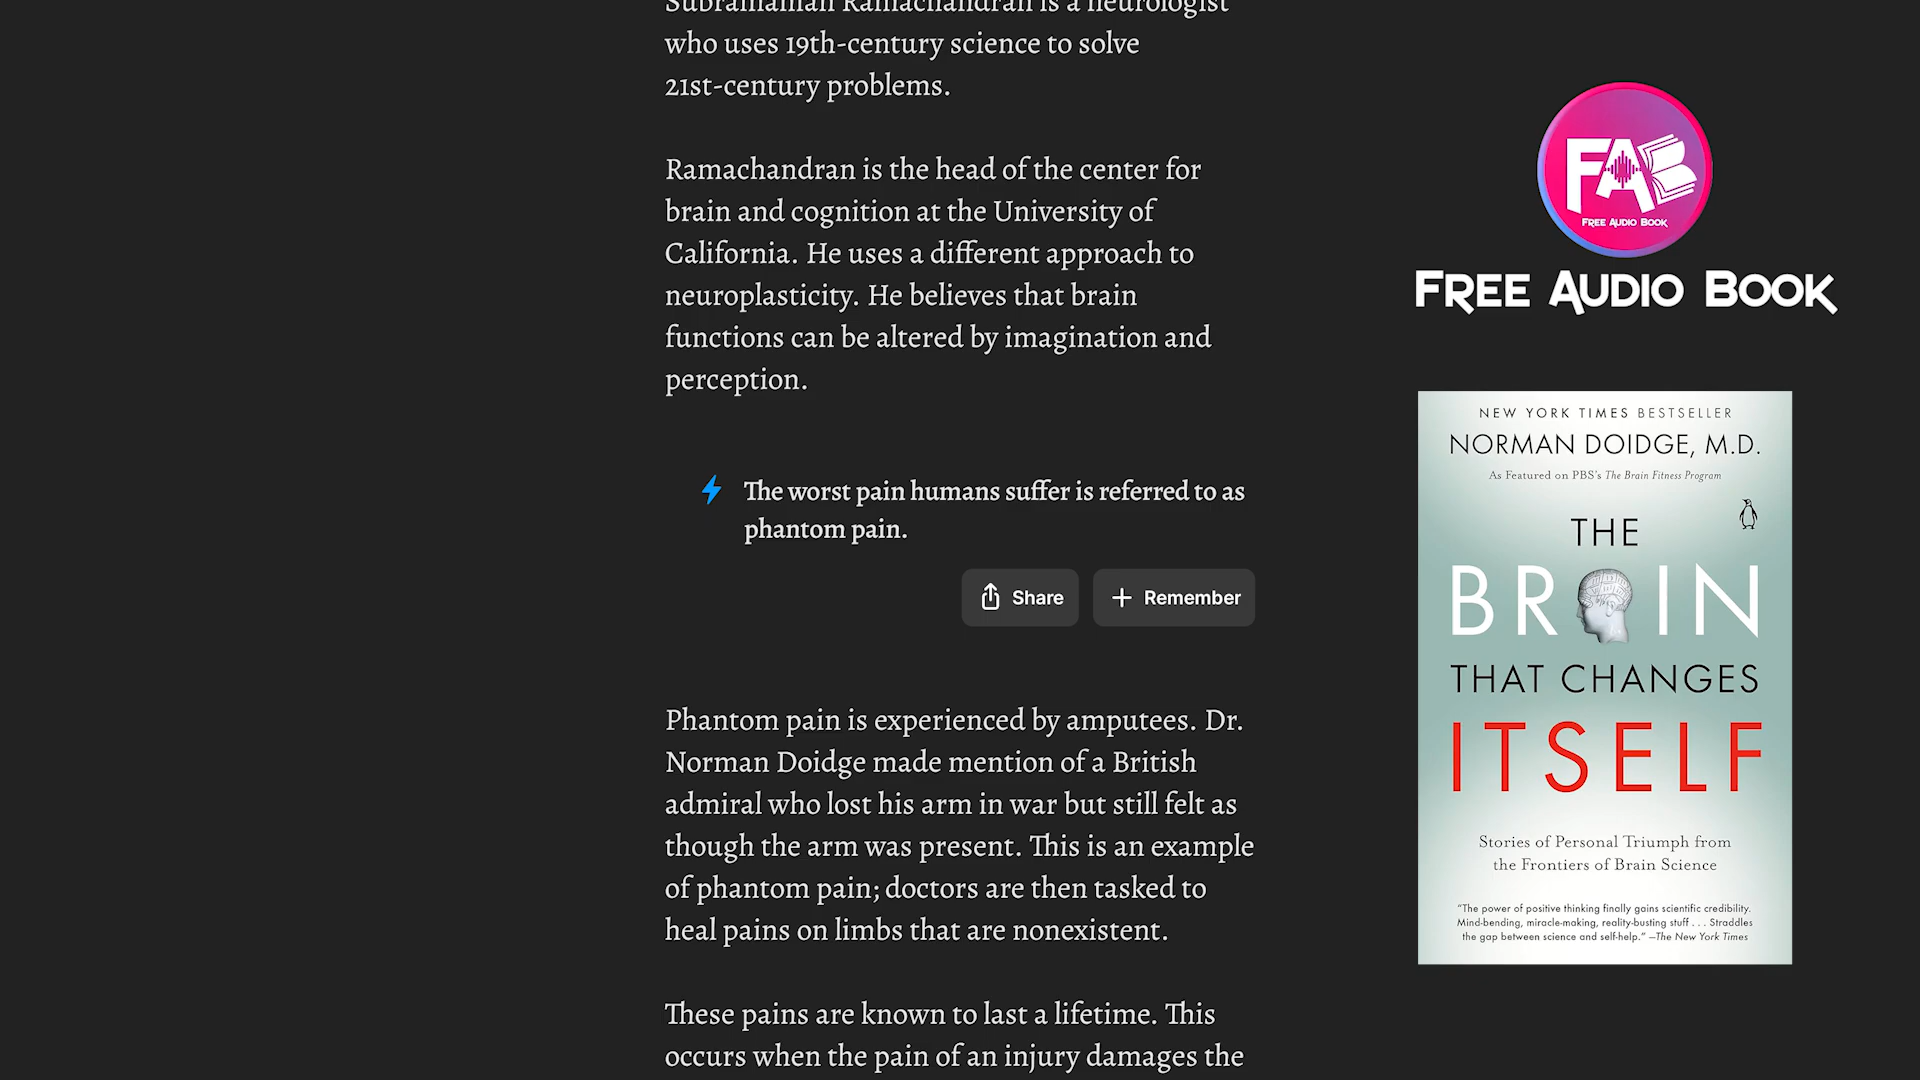 Subramanian Ramachandran is a neurologist
who uses 19th-century science to solve
21st-century problems.
Ramachandran is the head of the center for
brain and cognition at the University of
California. He uses a different approach to
neuroplasticity. He believes that brain
functions can be altered by imagination and
perception.
The worst pain humans suffer is referred to as
phantom pain.
Share
Remember
Phantom pain is experienced by amputees. Dr.
Norman Doidge made mention of a British
admiral who lost his arm in war but still felt as
though the arm was present. This is an example
of phantom pain; doctors are then tasked to
heal pains on limbs that are nonexistent.
These pains are known to last a lifetime. This
occurs when the pain of an injury damages the
FAB
FREE AUDIO BOOK
FREE AUDIO BOOK
NEW YORK TIMES BESTSELLER
NORMAN DOIDGE, M.D.
As Featured on PBS's The Brain Fitness Program
THE
BRAIN
THAT CHANGES
ITSELF
Stories of Personal Triumph from
the Frontiers of Brain Science
"The power of positive thinking finally gains scientific credibility.
Mind-bending, miracle-making, reality-busting stuff . . . Straddles
the gap between science and self-help." —The New York Times